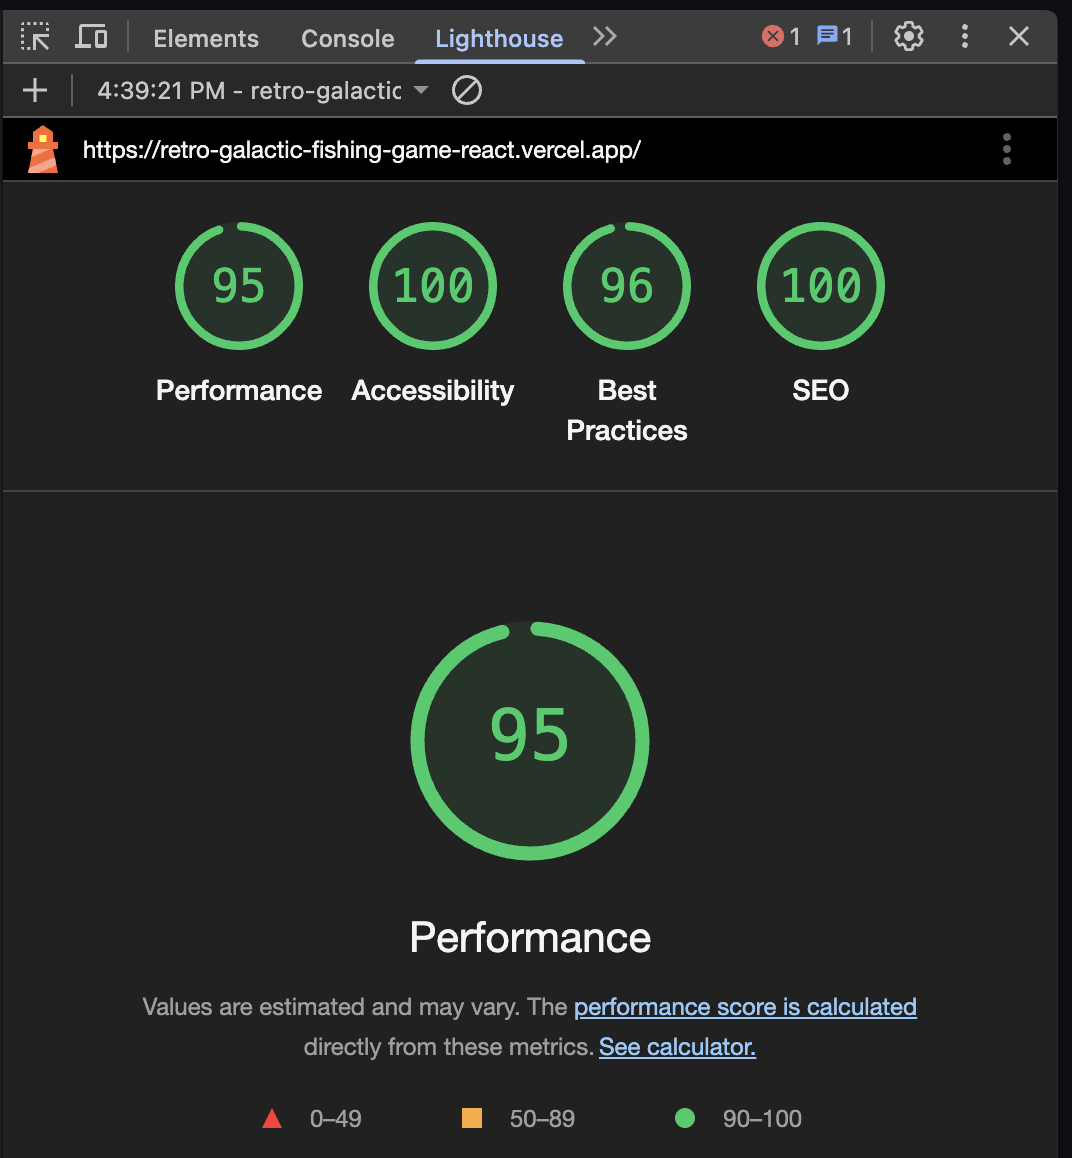 Elements Console Lighthouse 1 1
4:39:21 PM - retro-galactic
https://retro-galactic-fishing-game-react.vercel.app/
95 100 96 100
Performance Accessibility Best Practices SEO
95
Performance
Values are estimated and may vary. The performance score is calculated
directly from these metrics. See calculator.
0–49 50–89 90–100